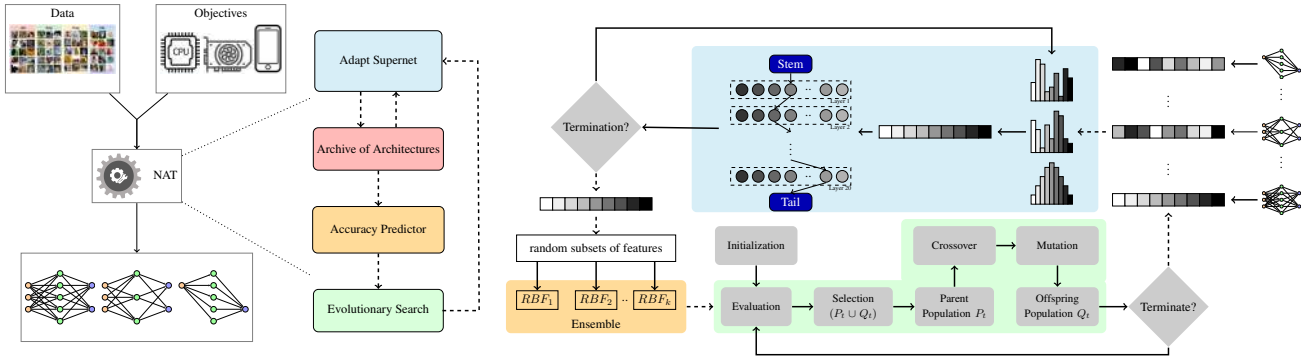 Data
Objectives
CPU
NAT
Adapt Supernet
Archive of Architectures
Accuracy Predictor
Evolutionary Search
Termination?
random subsets of features
RBF₁
RBF₂
··
RBFₖ
Ensemble
Stem
Layer 1
Layer 2
Layer 20
Tail
Initialization
Evaluation
Selection
(Pₜ ∪ Qₜ)
Crossover
Parent
Population Pₜ
Mutation
Offspring
Population Qₜ
Terminate?